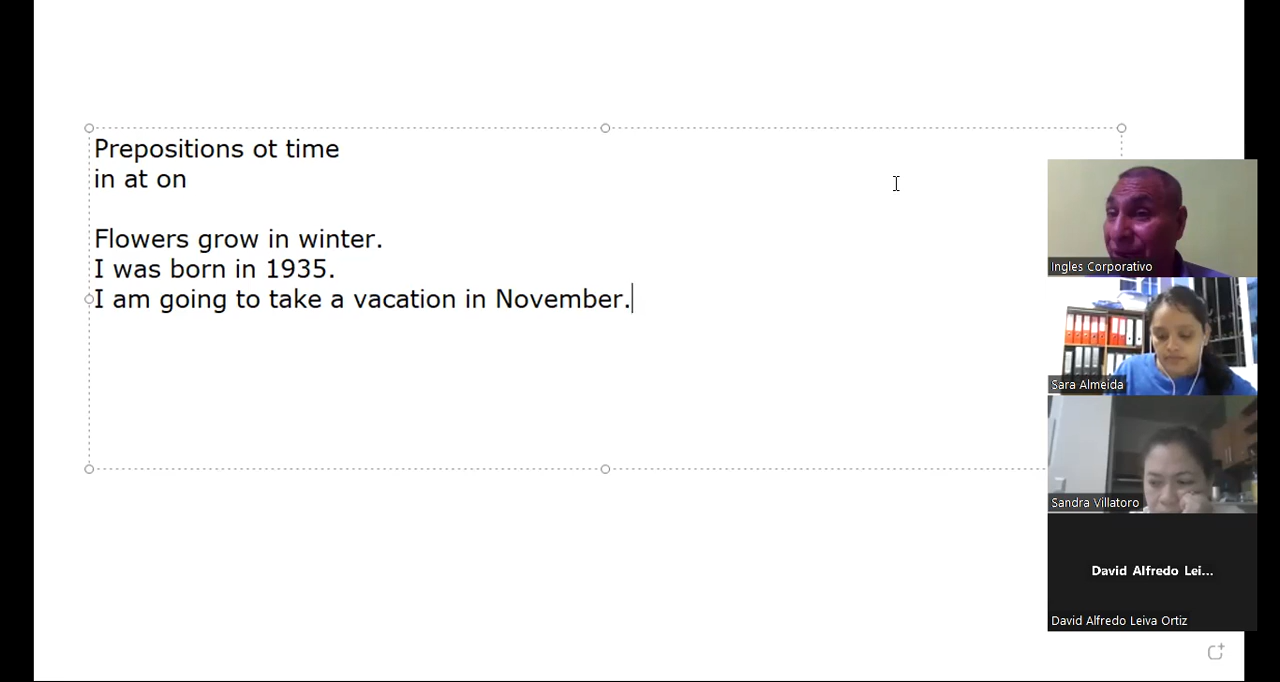 Prepositions ot time
in at on
Flowers grow in winter.
I was born in 1935.
I am going to take a vacation in November.
Ingles Corporativo
Sara Almeida
Sandra Villatoro
David Alfredo Lei...
David Alfredo Leiva Ortiz